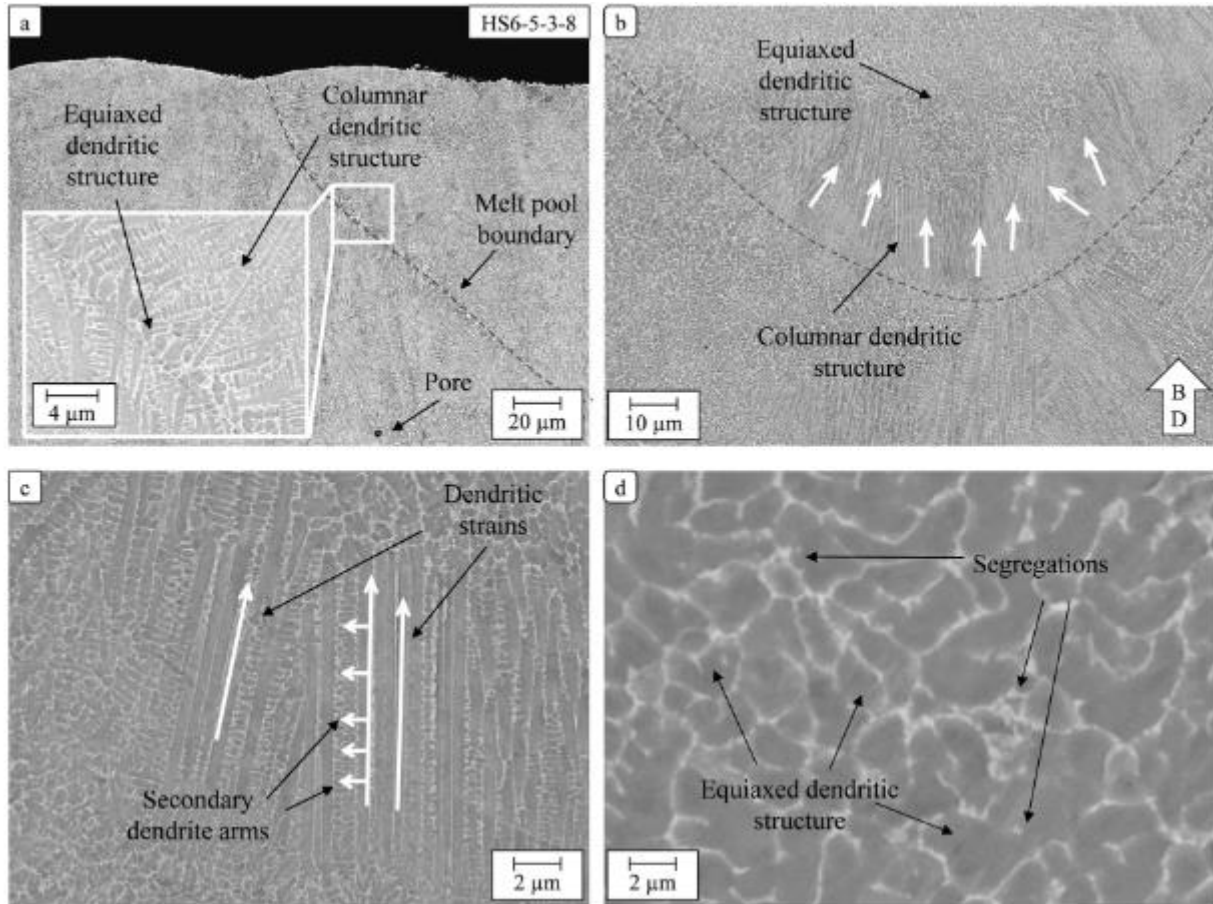 a
HS6-5-3-8
Equiaxed
dendritic
structure
Columnar
dendritic
structure
Melt pool
boundary
Pore
4 µm
20 µm
b
Equiaxed
dendritic
structure
Columnar dendritic
structure
10 µm
B
D
c
Dendritic
strains
Secondary
dendrite arms
2 µm
d
Segregations
Equiaxed dendritic
structure
2 µm